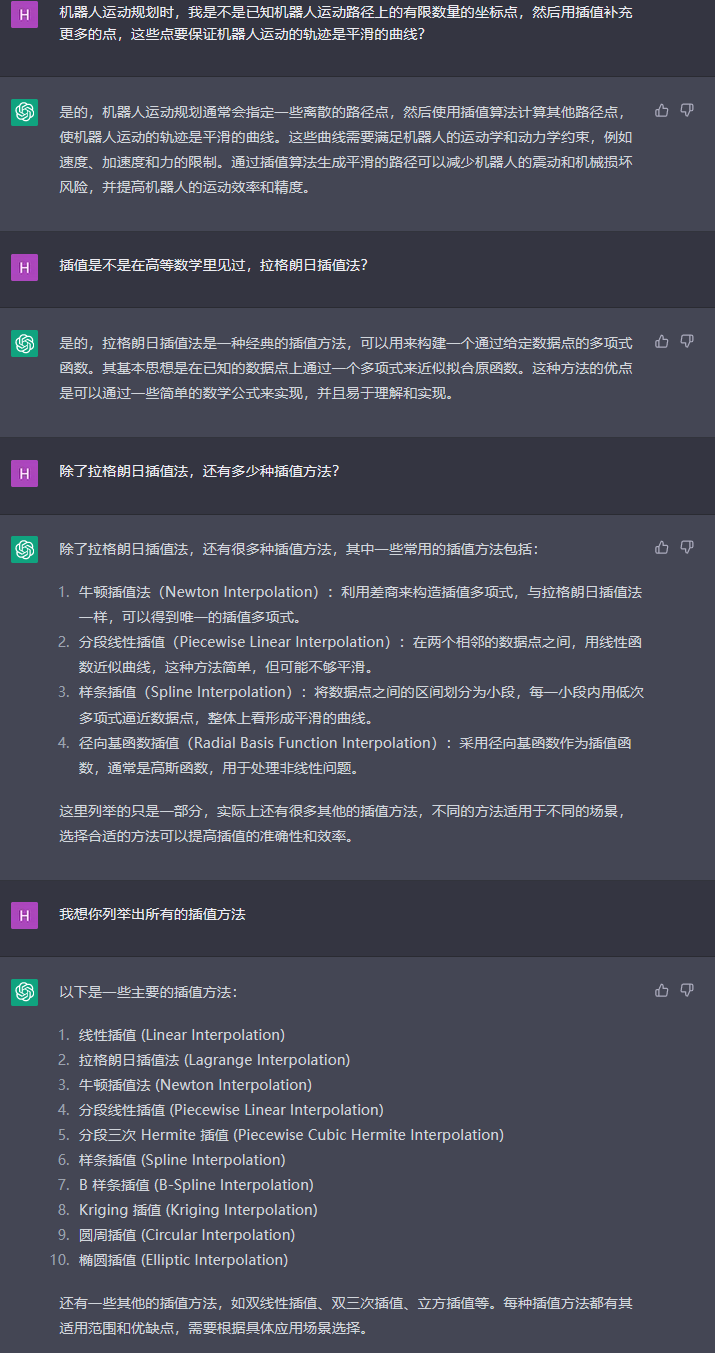 H
机器人运动规划时，我是不是已知机器人运动路径上的有限数量的坐标点，然后用插值补充
更多的点，这些点要保证机器人运动的轨迹是平滑的曲线？
是的，机器人运动规划通常会指定一些离散的路径点，然后使用插值算法计算其他路径点，
使机器人运动的轨迹是平滑的曲线。这些曲线需要满足机器人的运动学和动力学约束，例如
速度、加速度和力的限制。通过插值算法生成平滑的路径可以减少机器人的震动和机械损坏
风险，并提高机器人的运动效率和精度。
H
插值是不是在高等数学里见过，拉格朗日插值法？
是的，拉格朗日插值法是一种经典的插值方法，可以用来构建一个通过给定数据点的多项式
函数。其基本思想是在已知的数据点上通过一个多项式来近似拟合原函数。这种方法的优点
是可以通过一些简单的数学公式来实现，并且易于理解和实现。
H
除了拉格朗日插值法，还有多少种插值方法？
除了拉格朗日插值法，还有很多种插值方法，其中一些常用的插值方法包括：
1. 牛顿插值法（Newton Interpolation）：利用差商来构造插值多项式，与拉格朗日插值法
一样，可以得到唯一的插值多项式。
2. 分段线性插值（Piecewise Linear Interpolation）：在两个相邻的数据点之间，用线性函
数近似曲线，这种方法简单，但可能不够平滑。
3. 样条插值（Spline Interpolation）：将数据点之间的区间划分为小段，每一小段内用低次
多项式逼近数据点，整体上看形成平滑的曲线。
4. 径向基函数插值（Radial Basis Function Interpolation）：采用径向基函数作为插值函
数，通常是高斯函数，用于处理非线性问题。
这里列举的只是一部分，实际上还有很多其他的插值方法，不同的方法适用于不同的场景，
选择合适的方法可以提高插值的准确性和效率。
H
我想你列举出所有的插值方法
以下是一些主要的插值方法：
1. 线性插值 (Linear Interpolation)
2. 拉格朗日插值法 (Lagrange Interpolation)
3. 牛顿插值法 (Newton Interpolation)
4. 分段线性插值 (Piecewise Linear Interpolation)
5. 分段三次 Hermite 插值 (Piecewise Cubic Hermite Interpolation)
6. 样条插值 (Spline Interpolation)
7. B 样条插值 (B-Spline Interpolation)
8. Kriging 插值 (Kriging Interpolation)
9. 圆周插值 (Circular Interpolation)
10. 椭圆插值 (Elliptic Interpolation)
还有一些其他的插值方法，如双线性插值、双三次插值、立方插值等。每种插值方法都有其
适用范围和优缺点，需要根据具体应用场景选择。